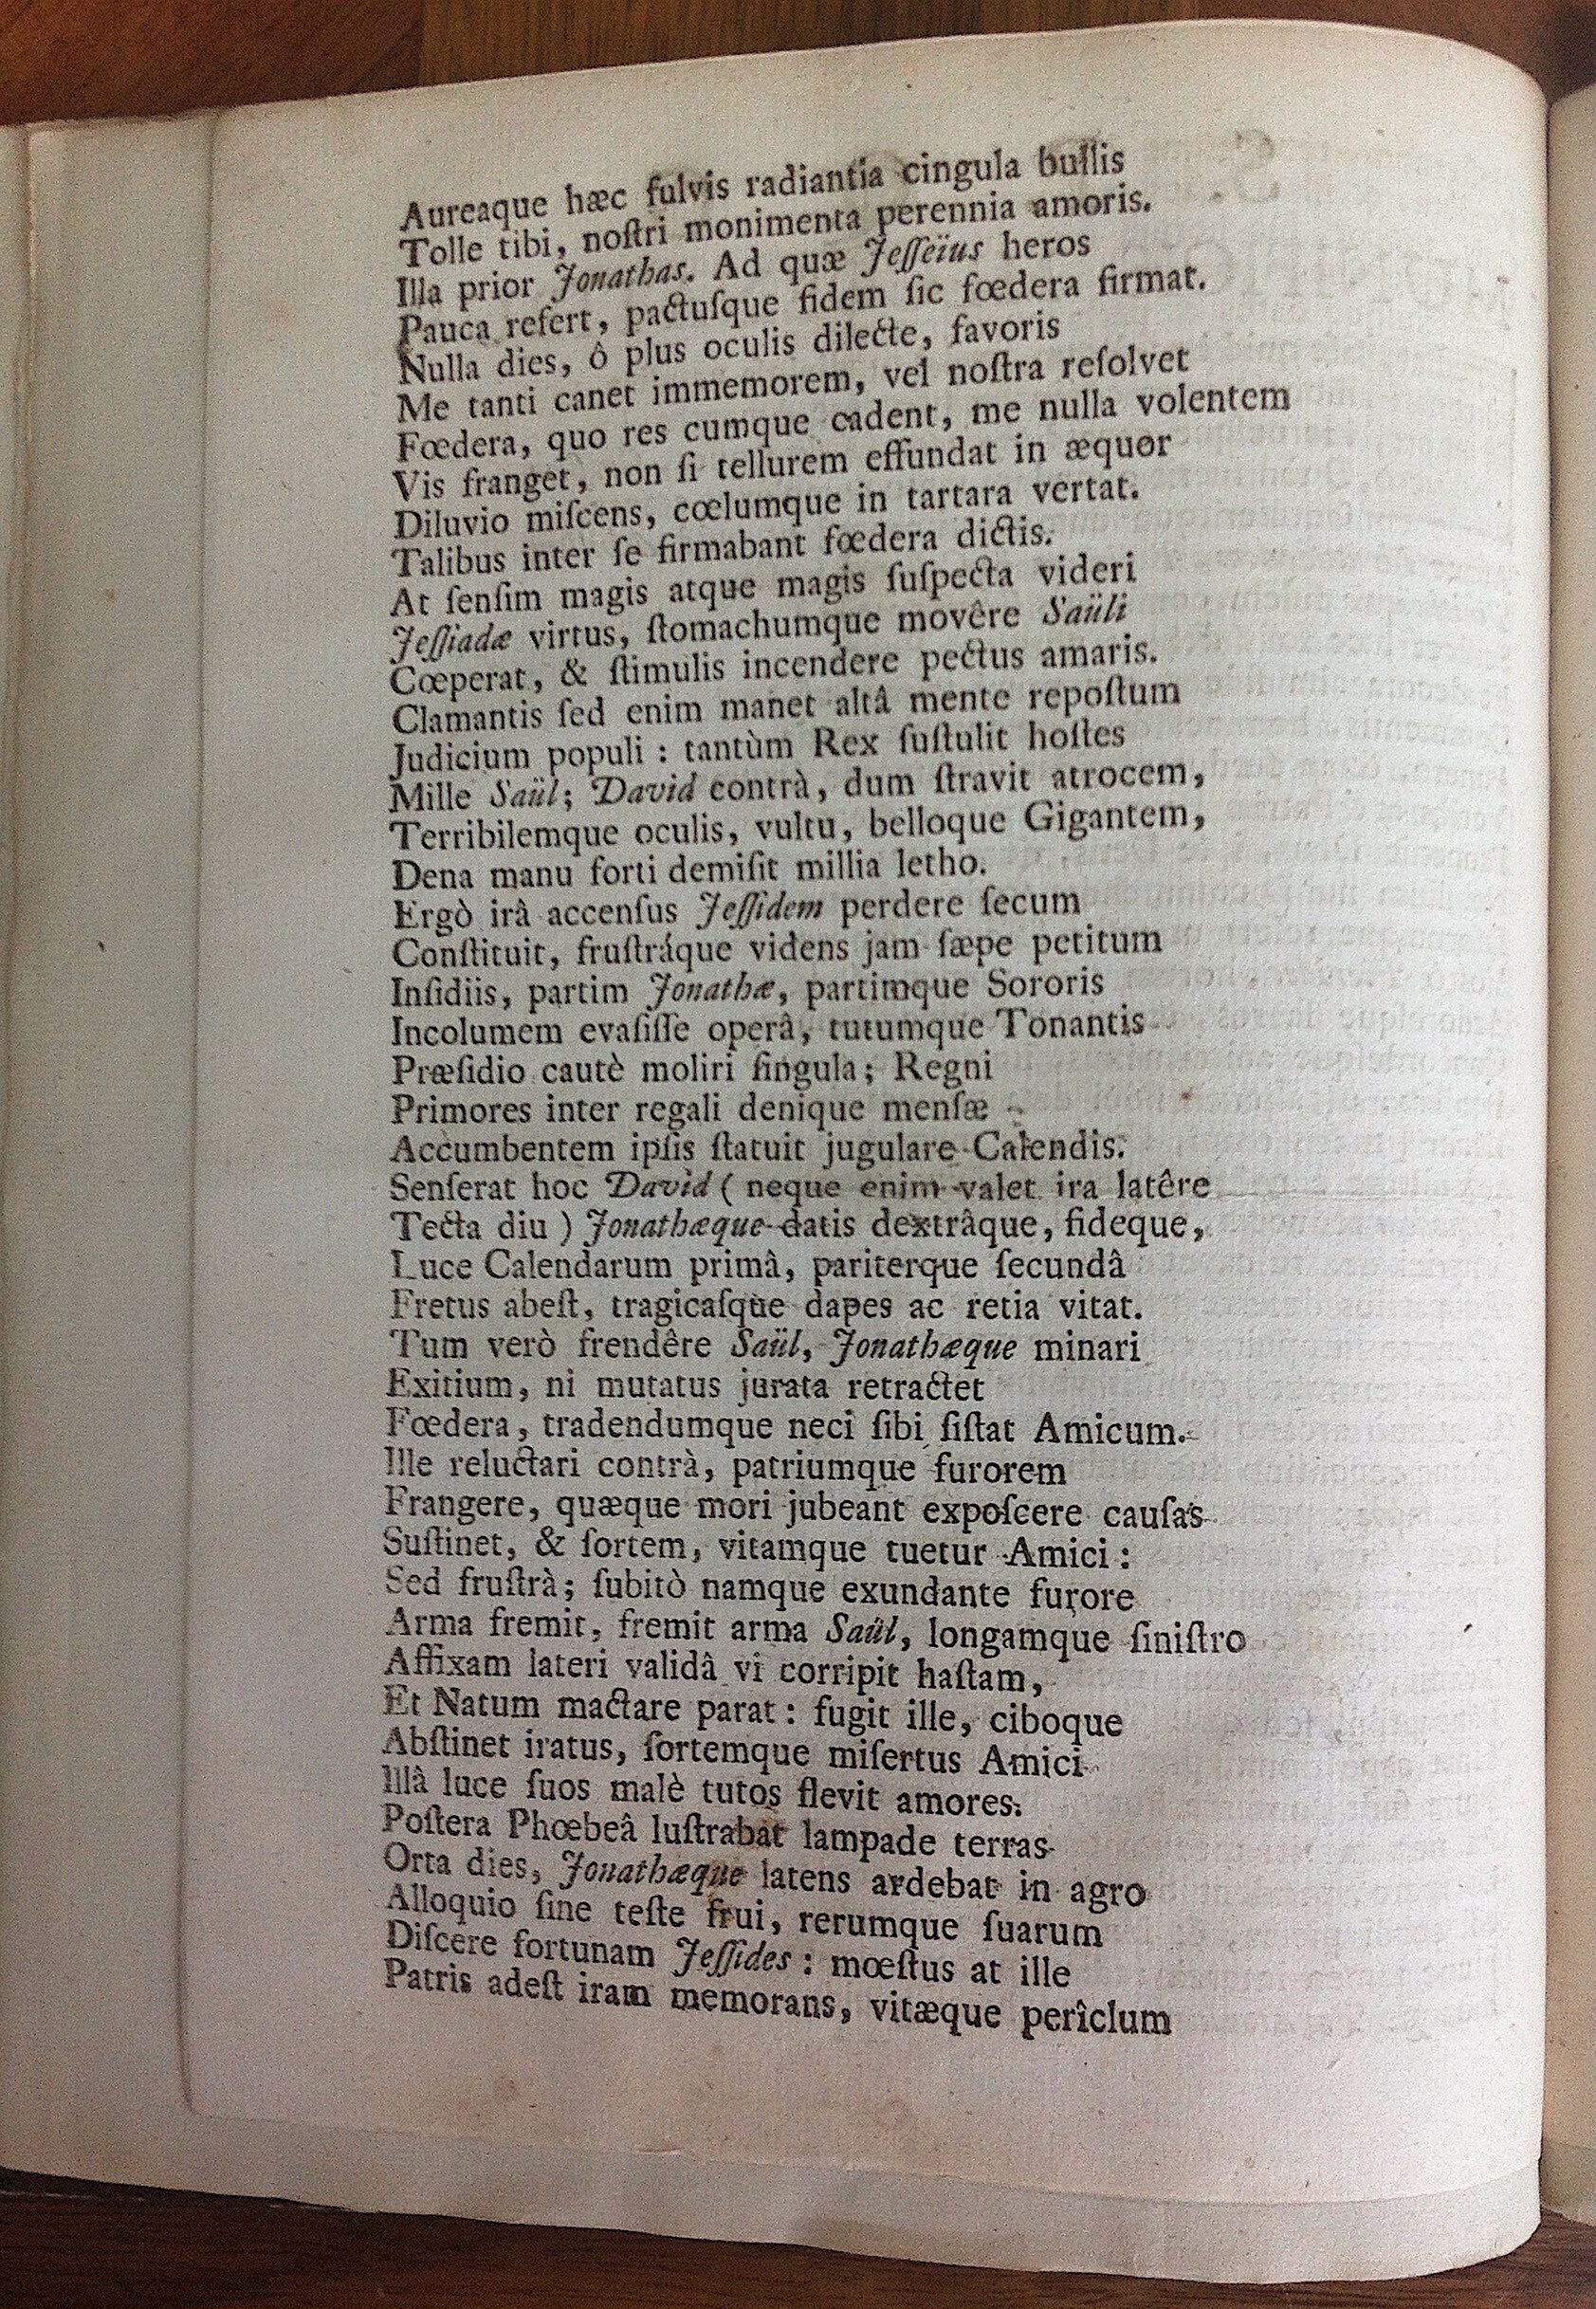 Aureaque hæc fulvis radiantia cingula bullis
Tolle tibi, noſtri monimenta perennia amoris.
Illa prior Jonathas. Ad quæ Jeſſeïus heros
Pauca refert, pactuſque fidem ſic fœdera firmat.
Nulla dies, ô plus oculis dilecte, favoris
Me tanti canet immemorem, vel noſtra reſolvet
Fœdera, quo res cumque cadent, me nulla volentem
Vis franget, non ſi tellurem effundat in æquor
Diluvio miſcens, cœlumque in tartara vertat.
Talibus inter ſe firmabant fœdera dictis.
At ſenſim magis atque magis ſuſpecta videri
Jeſſiadæ virtus, ſtomachumque movêre Saüli
Cœperat, & ſtimulis incendere pectus amaris.
Clamantis ſed enim manet altâ mente repoſtum
Judicium populi : tantùm Rex ſuſtulit hoſtes
Mille Saül; David contrà, dum ſtravit atrocem,
Terribilemque oculis, vultu, belloque Gigantem,
Dena manu forti demiſit millia letho.
Ergò irâ accenſus Jeſſidem perdere ſecum
Conſtituit, fruſtráque videns jam ſæpe petitum
Inſidiis, partim Jonathæ, partimque Sororis
Incolumem evaſiſſe operâ, tutumque Tonantis
Præſidio cautè moliri ſingula; Regni
Primores inter regali denique menſæ
Accumbentem ipſis ſtatuit jugulare Calendis.
Senſerat hoc David ( neque enim valet ira latêre
Tecta diu ) Jonathæque datis dextrâque, fideque,
Luce Calendarum primâ, pariterque ſecundâ
Fretus abeſt, tragicaſque dapes ac retia vitat.
Tum verò frendêre Saül, Jonathæque minari
Exitium, ni mutatus jurata retractet
Fœdera, tradendumque neci ſibi ſiſtat Amicum.
Ille reluctari contrà, patriumque furorem
Frangere, quæque mori jubeant expoſcere cauſas
Suſtinet, & ſortem, vitamque tuetur Amici :
Sed fruſtrà; ſubitò namque exundante furore
Arma fremit, fremit arma Saül, longamque ſiniſtro
Affixam lateri validâ vi corripit haſtam,
Et Natum mactare parat : fugit ille, ciboque
Abſtinet iratus, ſortemque miſertus Amici
Illâ luce ſuos malè tutos flevit amores.
Poſtera Phœbeâ luſtrabat lampade terras
Orta dies, Jonathæque latens ardebat in agro
Alloquio ſine teſte frui, rerumque ſuarum
Diſcere fortunam Jeſſides : mœſtus at ille
Patris adeſt iram memorans, vitæque perîclum